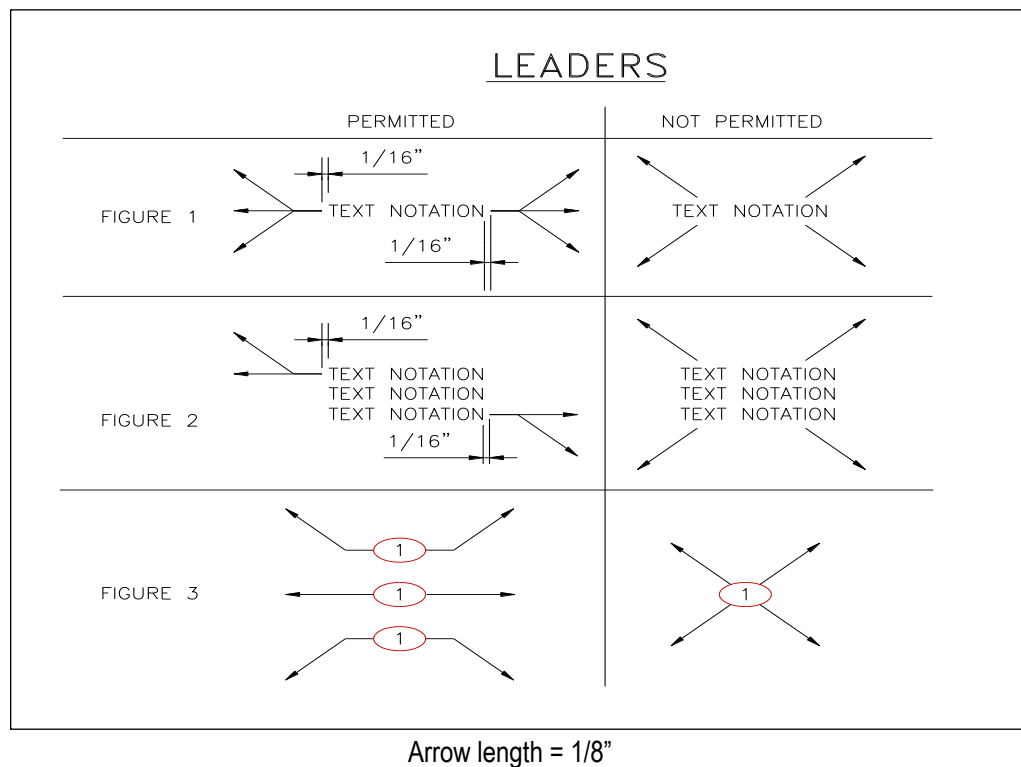 LEADERS
PERMITTED
NOT PERMITTED
1/16”
FIGURE 1
TEXT NOTATION
TEXT NOTATION
1/16”
1/16”
TEXT NOTATION
TEXT NOTATION
TEXT NOTATION
TEXT NOTATION
TEXT NOTATION
TEXT NOTATION
FIGURE 2
1/16”
1
FIGURE 3
1
1
1
Arrow length = 1/8”